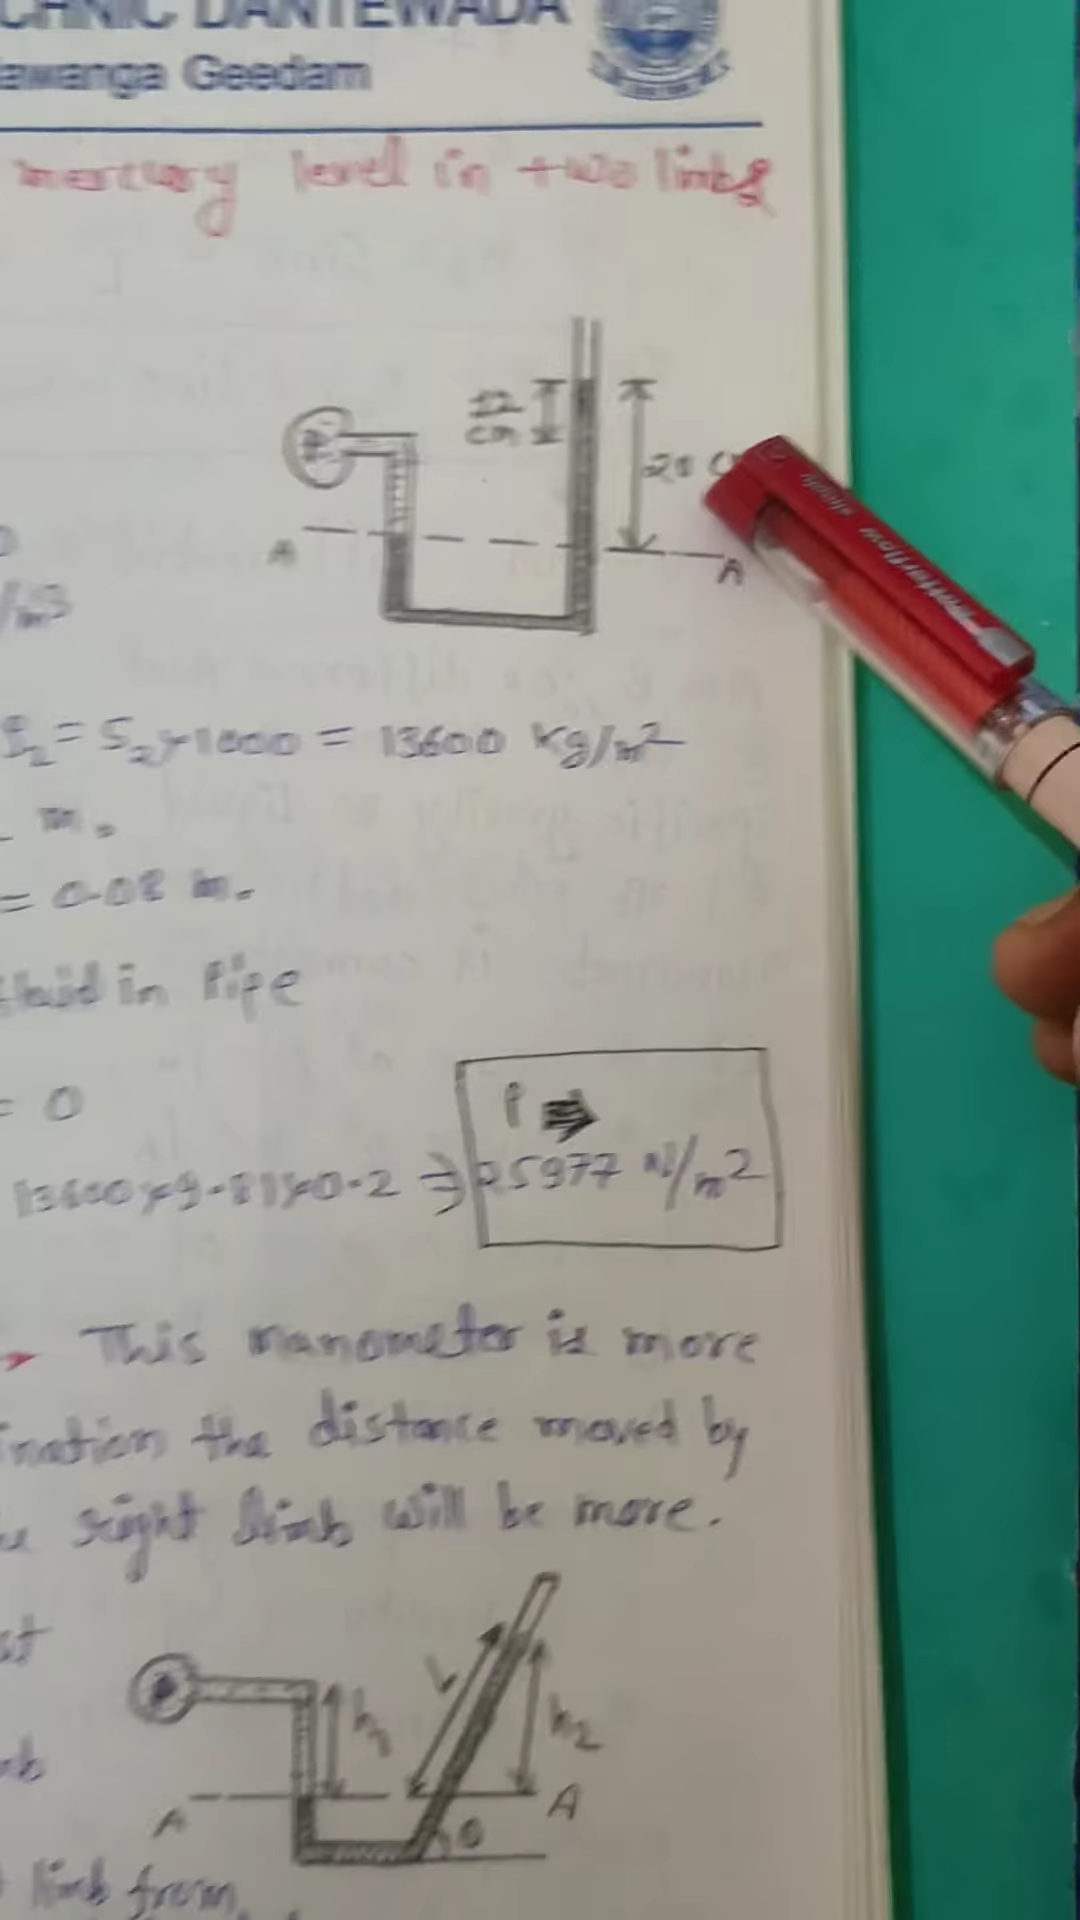 CHNIC DANTEWADA
awanga Geedam
mercury level in two limbs
12
cm
20 c
A
A
/m3
S2 = S2 x 1000 = 13600 kg/m2
m.
= 0.08 m.
fluid in Pipe
= 0
P ⇒
13600 x 9.81 x 0.2 ⇒ 25977 N/m2
→ This manometer is more
ination the distance moved by
right limb will be more.
L
h1
h2
A
A
θ
limb from